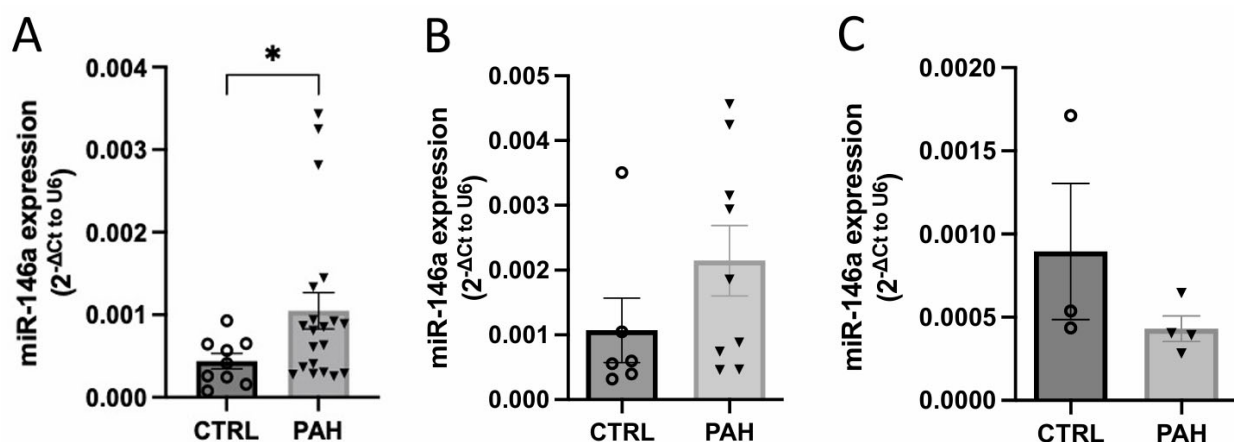 A
miR-146a expression
(2-ΔCt to U6)
0.004
0.003
0.002
0.001
0.000
*
CTRL PAH
B
miR-146a expression
(2-ΔCt to U6)
0.005
0.004
0.003
0.002
0.001
0.000
CTRL PAH
C
miR-146a expression
(2-ΔCt to U6)
0.0020
0.0015
0.0010
0.0005
0.0000
CTRL PAH